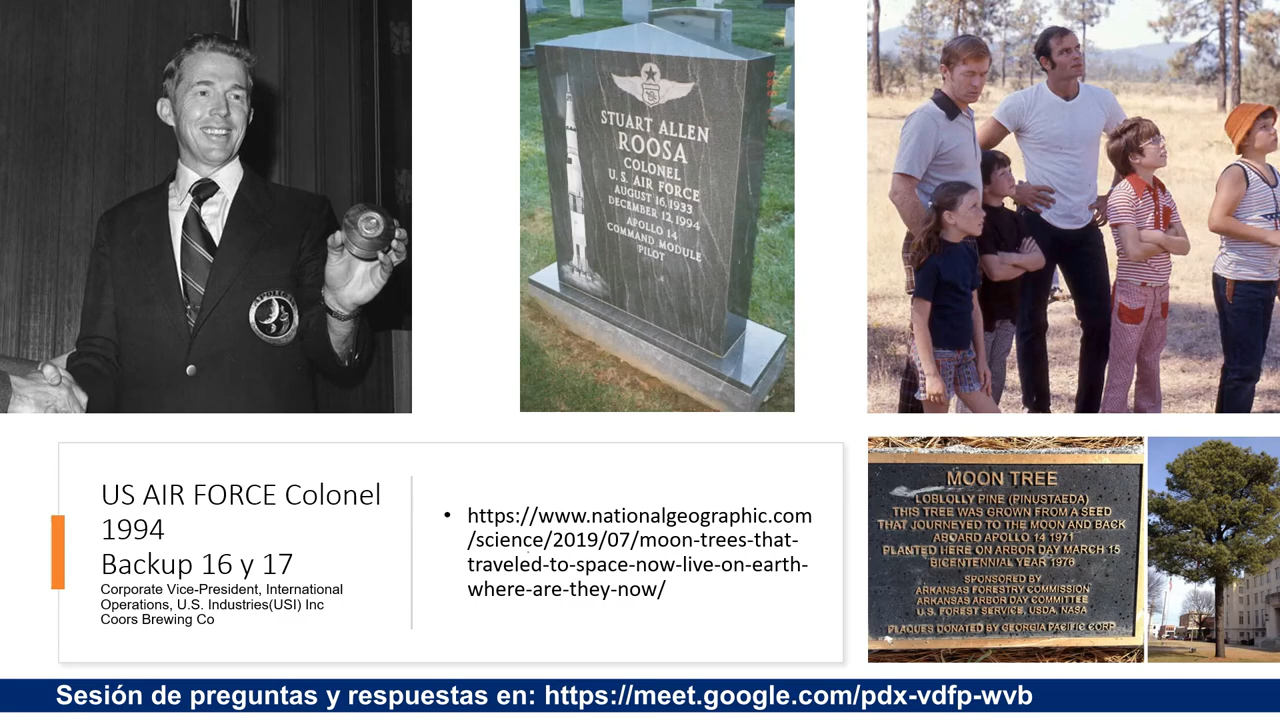 STUART ALLEN
ROOSA
COLONEL
U.S. AIR FORCE
AUGUST 16 1933
DECEMBER 12 1994
APOLLO 14
COMMAND MODULE
PILOT
US AIR FORCE Colonel
1994
Backup 16 y 17
Corporate Vice-President, International
Operations, U.S. Industries(USI) Inc
Coors Brewing Co
• https://www.nationalgeographic.com
/science/2019/07/moon-trees-that-
traveled-to-space-now-live-on-earth-
where-are-they-now/
MOON TREE
LOBLOLLY PINE (PINUSTAEDA)
THIS TREE WAS GROWN FROM A SEED
THAT JOURNEYED TO THE MOON AND BACK
ABOARD APOLLO 14 1971
PLANTED HERE ON ARBOR DAY MARCH 15
BICENTENNIAL YEAR 1976
SPONSORED BY
ARKANSAS FORESTRY COMMISSION
ARKANSAS ARBOR DAY COMMITTEE
U.S. FOREST SERVICE, USDA, NASA
PLAQUES DONATED BY GEORGIA PACIFIC CORP.
Sesión de preguntas y respuestas en: https://meet.google.com/pdx-vdfp-wvb